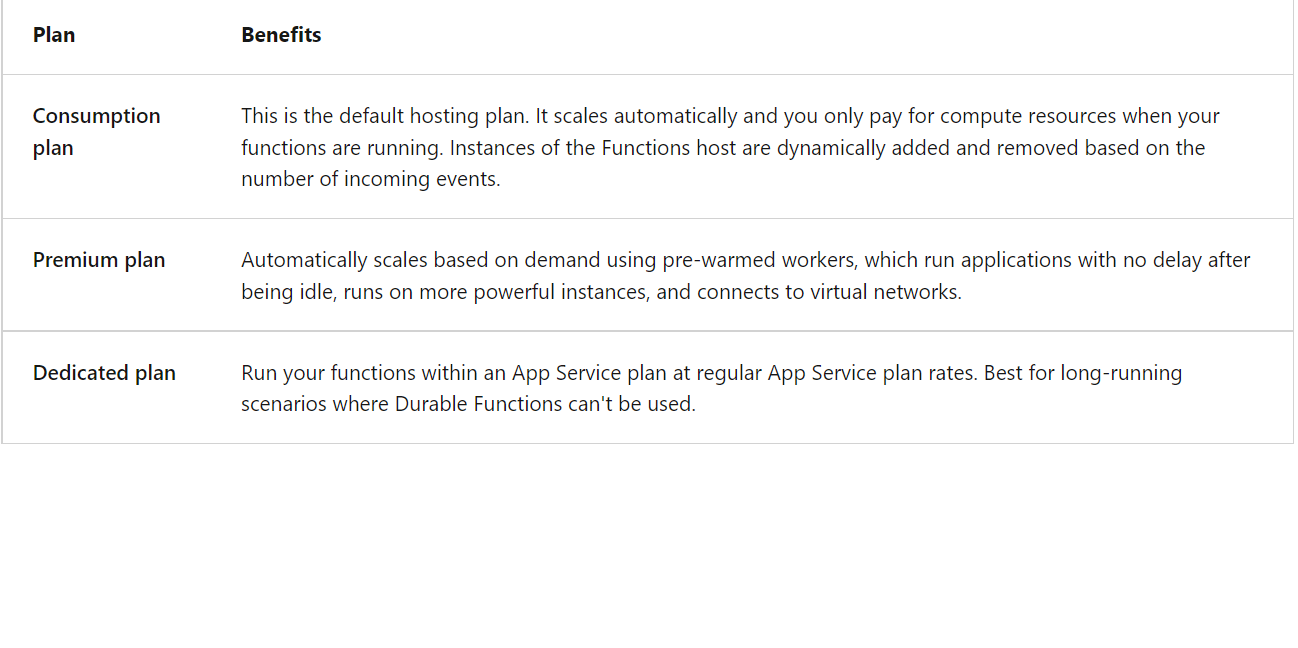 Plan Benefits
Consumption plan
This is the default hosting plan. It scales automatically and you only pay for compute resources when your
functions are running. Instances of the Functions host are dynamically added and removed based on the
number of incoming events.
Premium plan
Automatically scales based on demand using pre-warmed workers, which run applications with no delay after
being idle, runs on more powerful instances, and connects to virtual networks.
Dedicated plan
Run your functions within an App Service plan at regular App Service plan rates. Best for long-running
scenarios where Durable Functions can't be used.